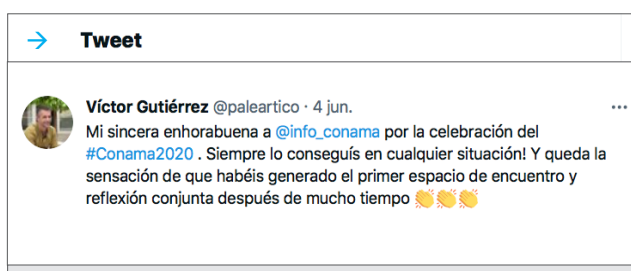 Tweet
Víctor Gutiérrez @paleartico · 4 jun.
Mi sincera enhorabuena a @info_conama por la celebración del
#Conama2020 . Siempre lo conseguís en cualquier situación! Y queda la
sensación de que habéis generado el primer espacio de encuentro y
reflexión conjunta después de mucho tiempo 👏👏👏